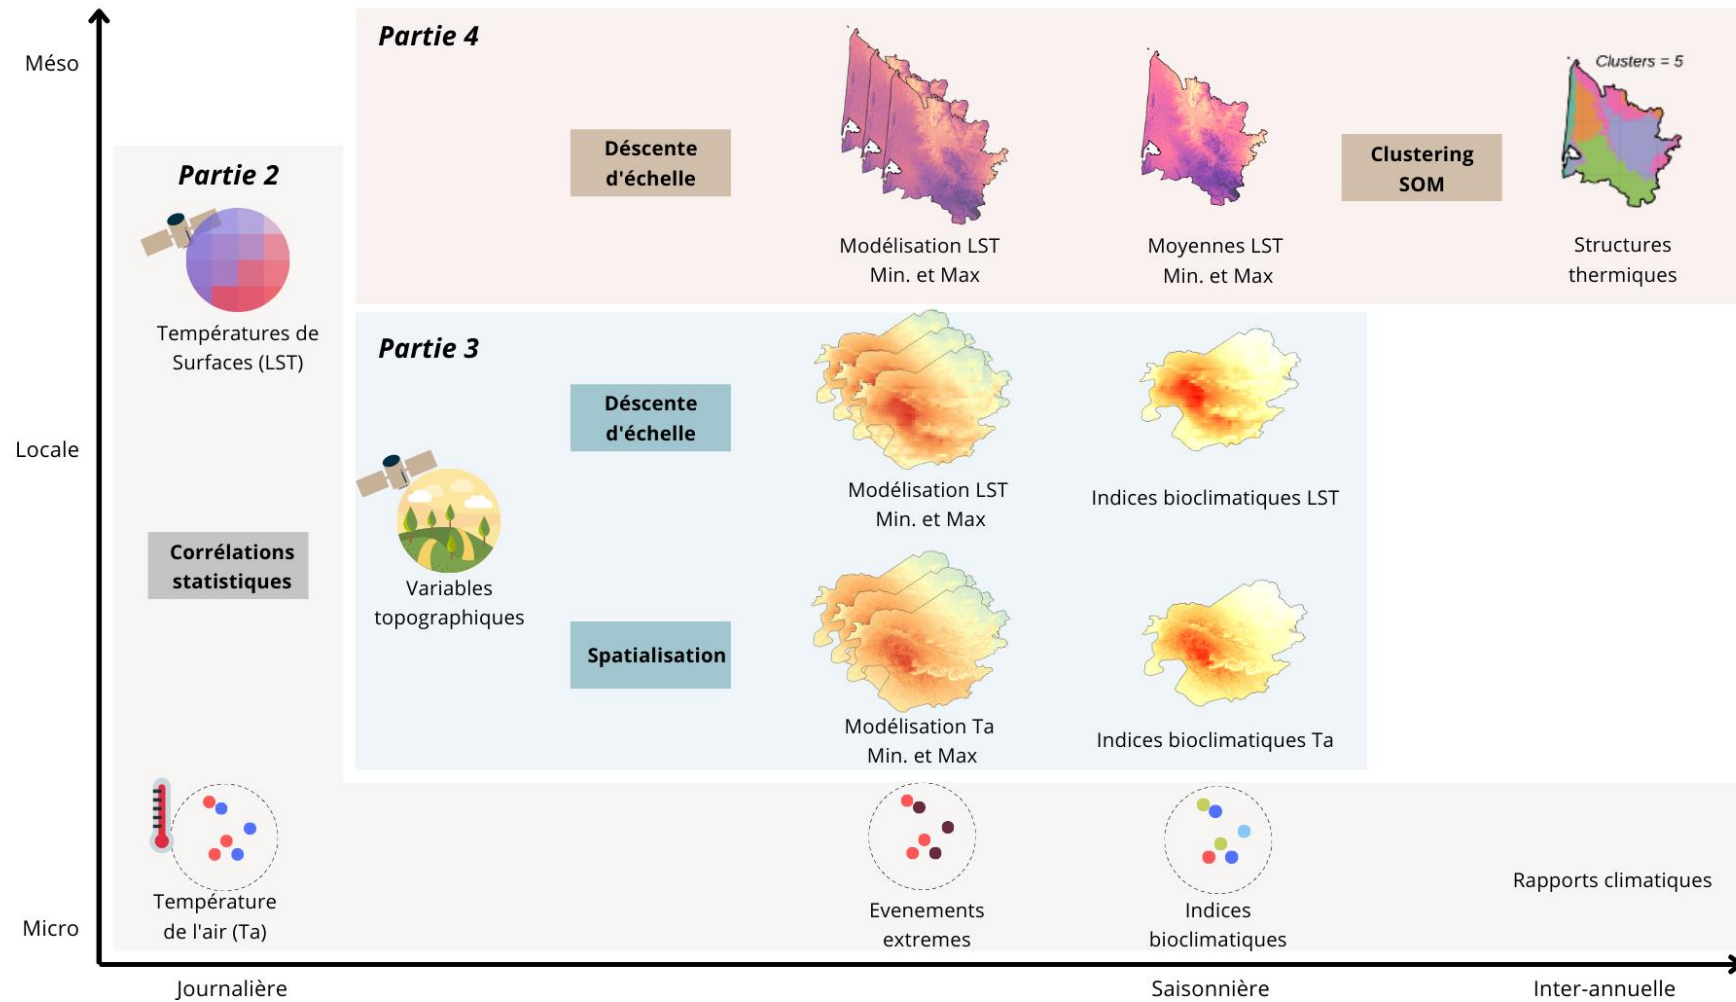 Méso
Locale
Micro
Partie 2
Températures de
Surfaces (LST)
Corrélations
statistiques
Température
de l'air (Ta)
Partie 4
Déscente
d'échelle
Modélisation LST
Min. et Max
Moyennes LST
Min. et Max
Clustering
SOM
Clusters = 5
Structures
thermiques
Partie 3
Variables
topographiques
Déscente
d'échelle
Modélisation LST
Min. et Max
Indices bioclimatiques LST
Spatialisation
Modélisation Ta
Min. et Max
Indices bioclimatiques Ta
Evenements
extremes
Indices
bioclimatiques
Rapports climatiques
Journalière
Saisonnière
Inter-annuelle